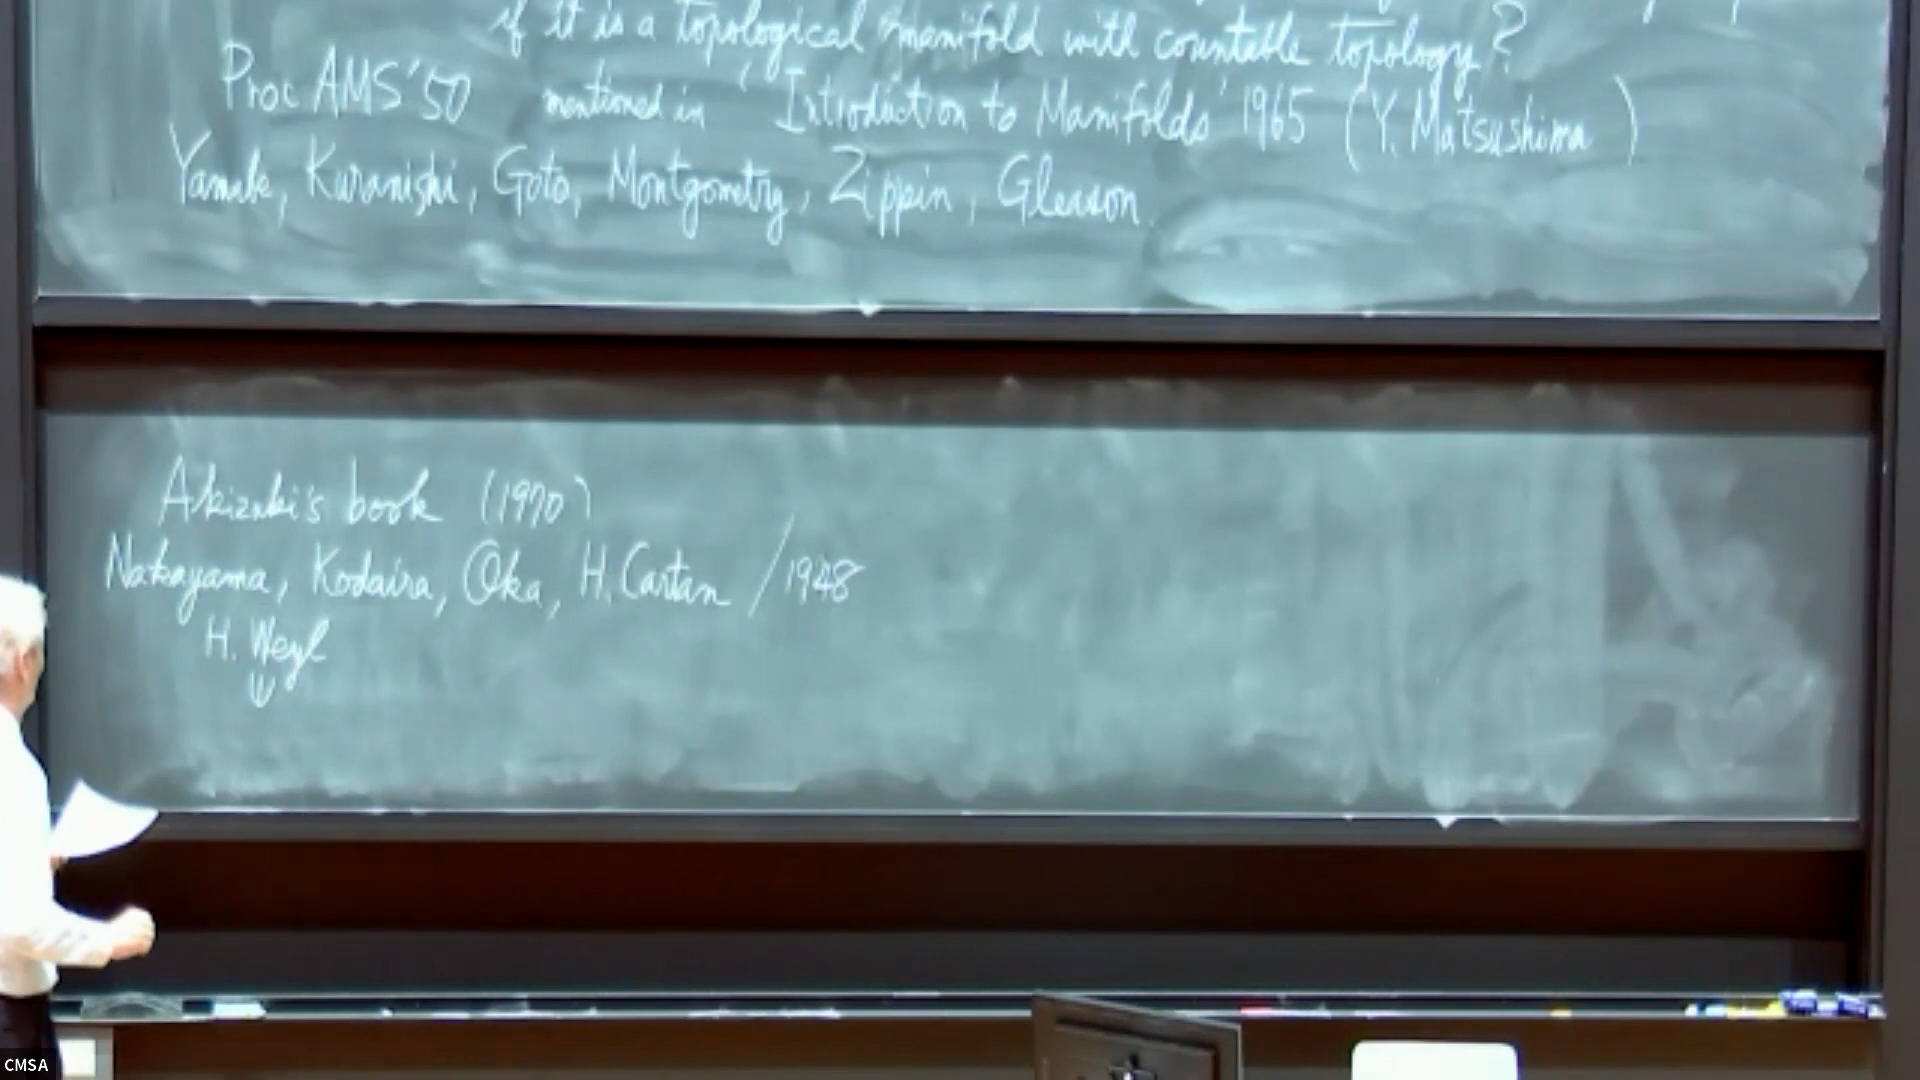 if it is a topological manifold with countable topology?
Proc AMS '50 mentioned in 'Introduction to Manifolds' 1965 (Y. Matsushima)
Yamabe, Kuranishi, Goto, Montgometry, Zippin, Gleason.
Akizuki's book (1970)
Nakayama, Kodaira, Oka, H. Cartan / 1948
H. Weyl
CMSA